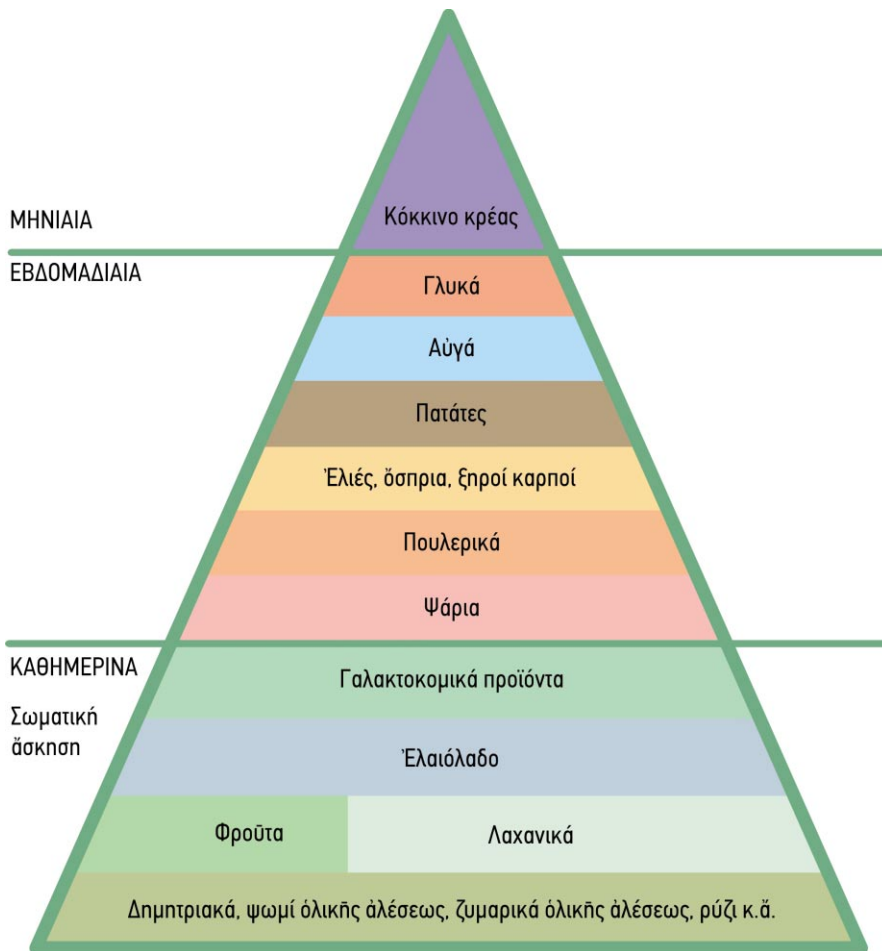 Κόκκινο κρέας
ΜΗΝΙΑΙΑ
ΕΒΔΟΜΑΔΙΑΙΑ
Γλυκά
Αὐγά
Πατάτες
Ἐλιές, ὄσπρια, ξηροί καρποί
Πουλερικά
Ψάρια
ΚΑΘΗΜΕΡΙΝΑ
Γαλακτοκομικά προϊόντα
Σωματική
ἄσκηση
Ἐλαιόλαδο
Φροῦτα
Λαχανικά
Δημητριακά, ψωμί ὁλικῆς ἀλέσεως, ζυμαρικά ὁλικῆς ἀλέσεως, ρύζι κ.ἄ.